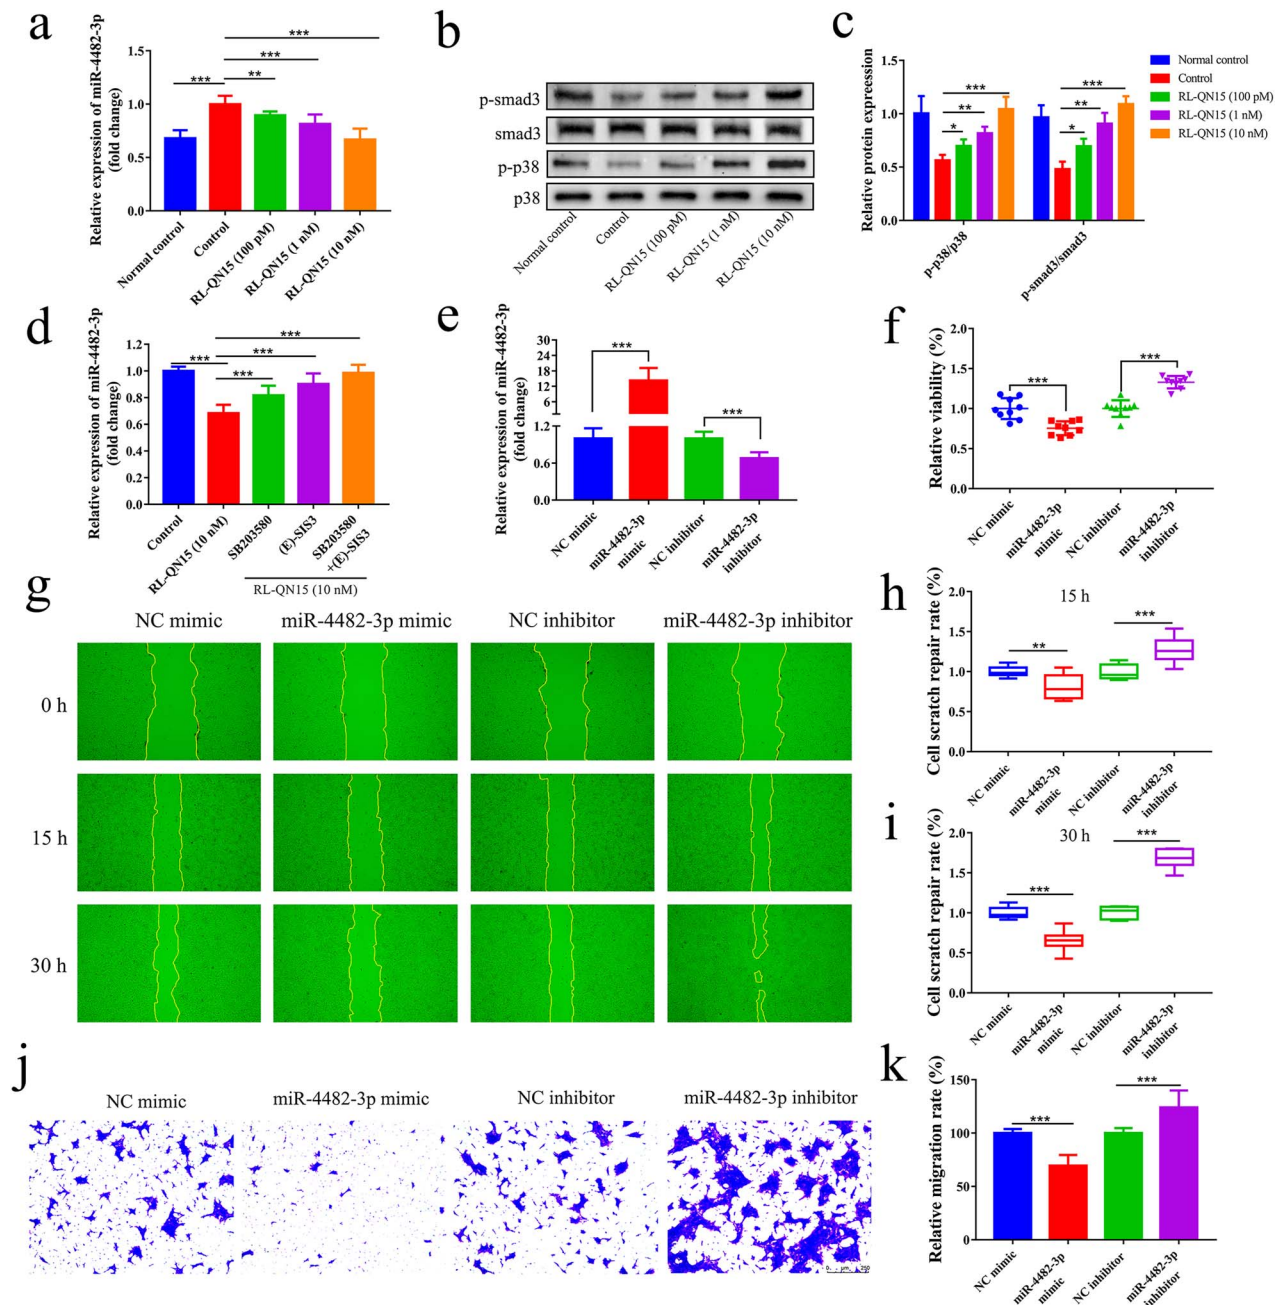 a
Relative expression of miR-4482-3p
(fold change)
1.5
1.0
0.5
0.0
***
***
**
***
Normal control
Control
RL-QN15 (100 pM)
RL-QN15 (1 nM)
RL-QN15 (10 nM)
b
p-smad3
smad3
p-p38
p38
Normal control
Control
RL-QN15 (100 pM)
RL-QN15 (1 nM)
RL-QN15 (10 nM)
c
Relative protein expreession
1.5
1.0
0.5
0.0
***
**
*
***
**
*
p-p38/p38
p-smad3/smad3
Normal control
Control
RL-QN15 (100 pM)
RL-QN15 (1 nM)
RL-QN15 (10 nM)
d
Relative expression of miR-4482-3p
(fold change)
1.2
1.0
0.8
0.6
0.4
0.2
0.0
***
***
***
***
Control
RL-QN15 (10 nM)
SB203580
(E)-SIS3
SB203580
+(E)-SIS3
RL-QN15 (10 nM)
e
Relative expression of miR-4482-3p
(fold change)
30
24
18
12
6
1
1.2
0.6
0.0
***
***
NC mimic
miR-4482-3p
mimic
NC inhibitor
miR-4482-3p
inhibitor
f
Relative viability (%)
2.0
1.5
1.0
0.5
0.0
***
***
NC mimic
miR-4482-3p
mimic
NC inhibitor
miR-4482-3p
inhibitor
g
NC mimic
miR-4482-3p mimic
NC inhibitor
miR-4482-3p inhibitor
0 h
15 h
30 h
h
Cell scratch repair rate (%)
15 h
2.0
1.5
1.0
0.5
0.0
**
***
NC mimic
miR-4482-3p
mimic
NC inhibitor
miR-4482-3p
inhibitor
i
Cell scratch repair rate (%)
30 h
2.0
1.5
1.0
0.5
0.0
***
***
NC mimic
miR-4482-3p
mimic
NC inhibitor
miR-4482-3p
inhibitor
j
NC mimic
miR-4482-3p mimic
NC inhibitor
miR-4482-3p inhibitor
0 µm 250
k
Relative migration rate (%)
150
100
50
0
***
***
NC mimic
miR-4482-3p
mimic
NC inhibitor
miR-4482-3p
inhibitor